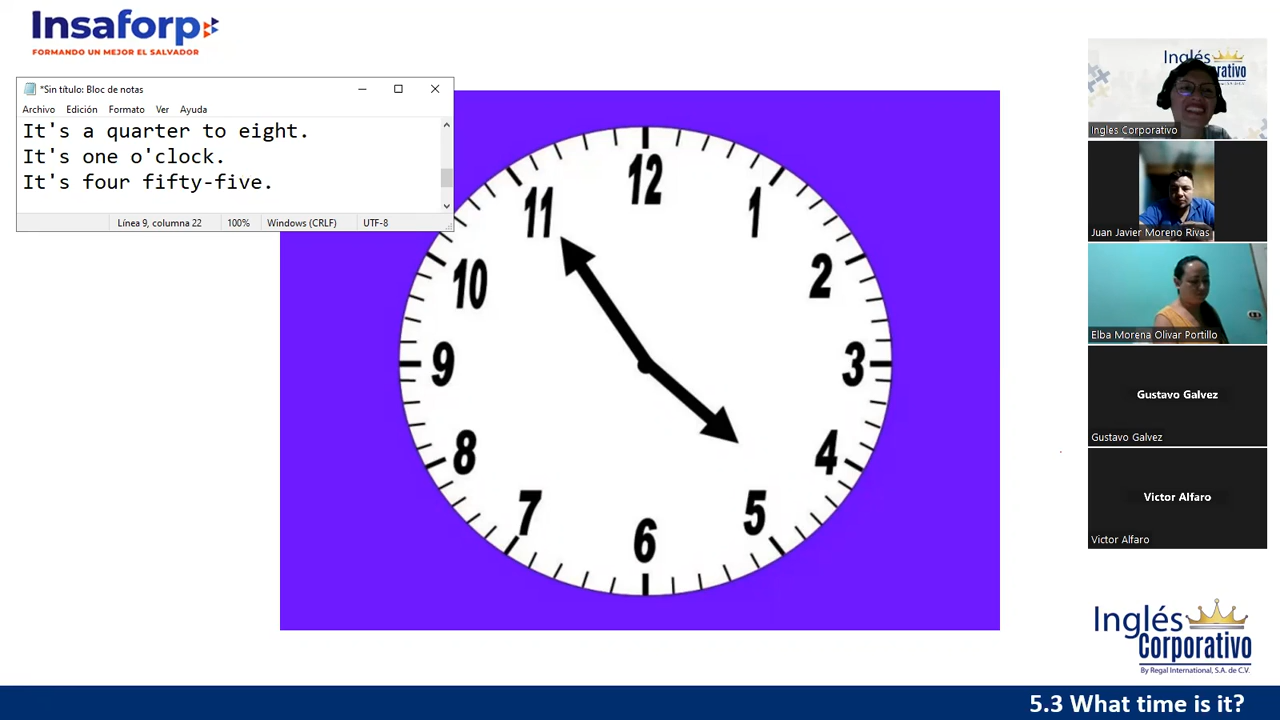 Insaforp
FORMANDO UN MEJOR EL SALVADOR
*Sin título: Bloc de notas
Archivo Edición Formato Ver Ayuda
It's a quarter to eight.
It's one o'clock.
It's four fifty-five.
Línea 9, columna 22 100% Windows (CRLF) UTF-8
12
1
2
3
4
5
6
7
8
9
10
11
Inglés
Corporativo
Ingles Corporativo
Juan Javier Moreno Rivas
Elba Morena Olivar Portillo
Gustavo Galvez
Gustavo Galvez
Victor Alfaro
Victor Alfaro
Inglés
Corporativo
By Regal International, S.A. de C.V.
5.3 What time is it?